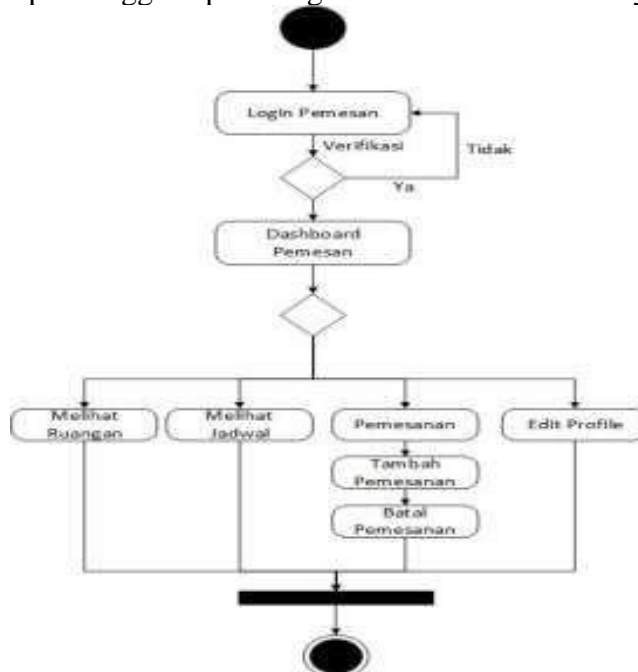 Login Pemesan
Verifikasi
Tidak
Ya
Dashboard
Pemesan
Melihat
Ruangan
Melihat
Jadwal
Pemesanan
Edit Profile
Tambah
Pemesanan
Batal
Pemesanan